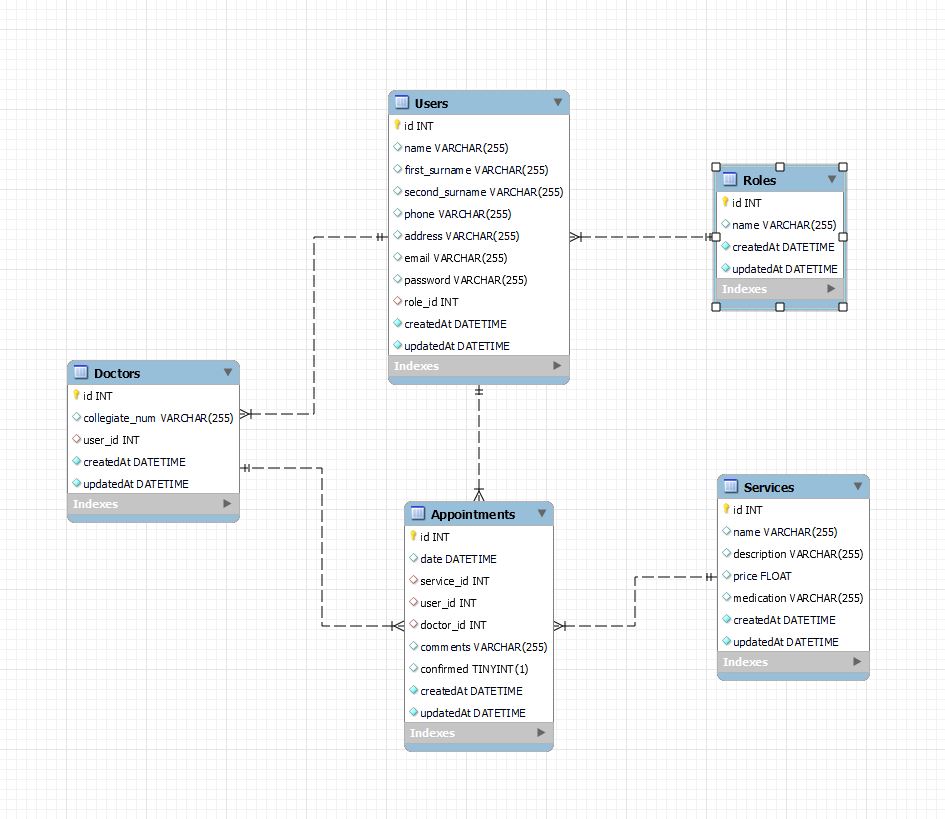 Users
id INT
name VARCHAR(255)
first_surname VARCHAR(255)
second_surname VARCHAR(255)
phone VARCHAR(255)
address VARCHAR(255)
email VARCHAR(255)
password VARCHAR(255)
role_id INT
createdAt DATETIME
updatedAt DATETIME
Indexes
Roles
id INT
name VARCHAR(255)
createdAt DATETIME
updatedAt DATETIME
Indexes
Doctors
id INT
collegiate_num VARCHAR(255)
user_id INT
createdAt DATETIME
updatedAt DATETIME
Indexes
Appointments
id INT
date DATETIME
service_id INT
user_id INT
doctor_id INT
comments VARCHAR(255)
confirmed TINYINT(1)
createdAt DATETIME
updatedAt DATETIME
Indexes
Services
id INT
name VARCHAR(255)
description VARCHAR(255)
price FLOAT
medication VARCHAR(255)
createdAt DATETIME
updatedAt DATETIME
Indexes